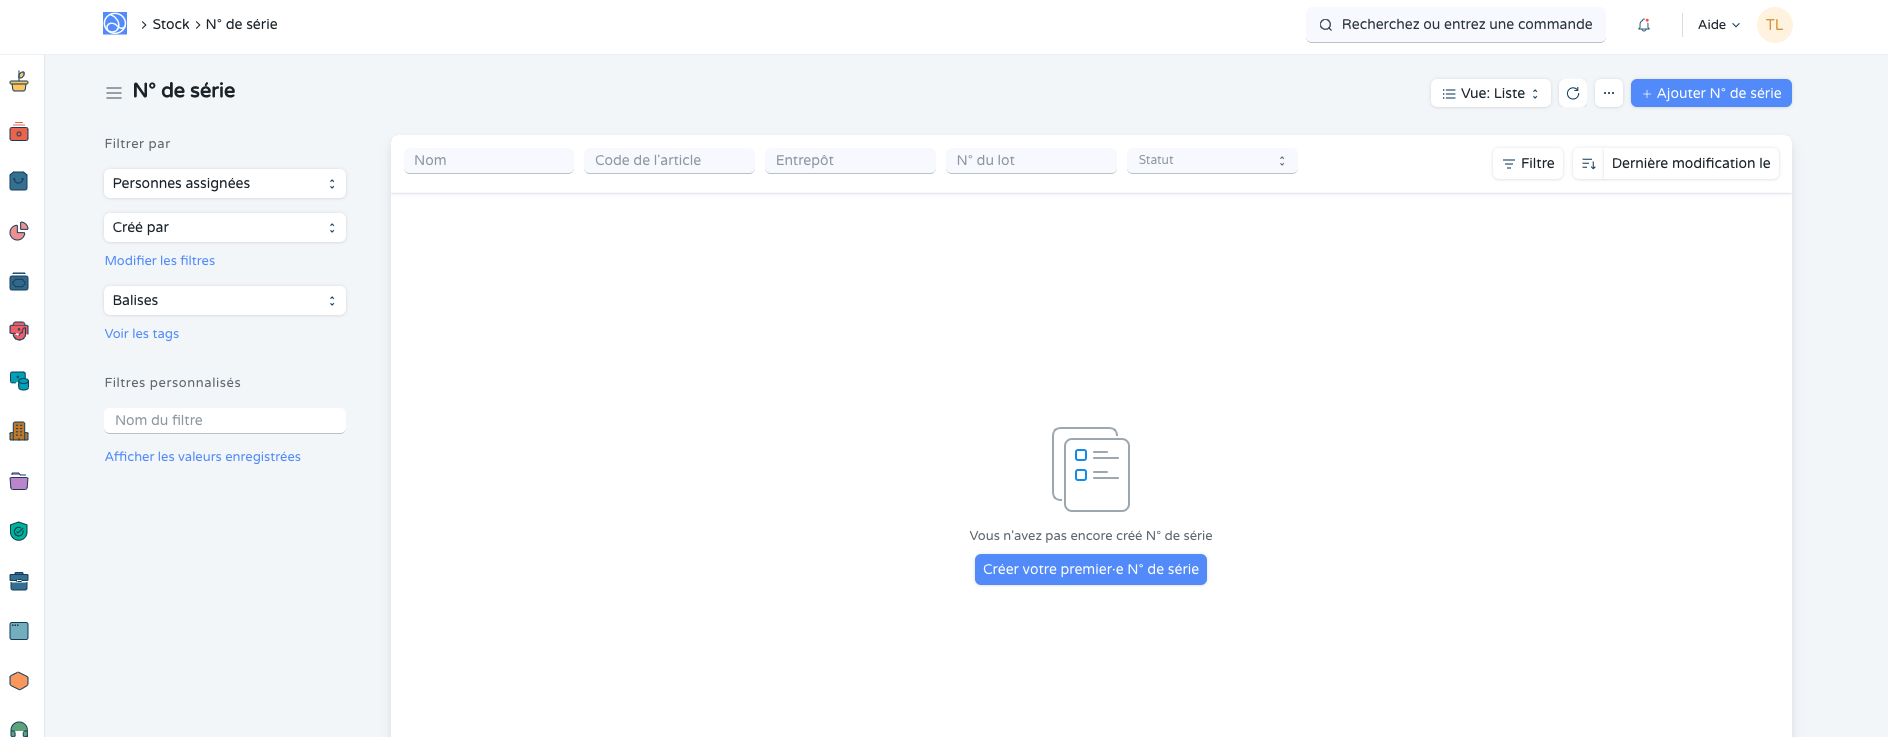 Stock
N° de série
Recherchez ou entrez une commande
Aide
TL
N° de série
Vue: Liste
+ Ajouter N° de série
Filtrer par
Personnes assignées
Créé par
Modifier les filtres
Balises
Voir les tags
Filtres personnalisés
Nom du filtre
Afficher les valeurs enregistrées
Nom
Code de l'article
Entrepôt
N° du lot
Statut
Filtre
Dernière modification le
Vous n'avez pas encore créé N° de série
Créer votre premier·e N° de série